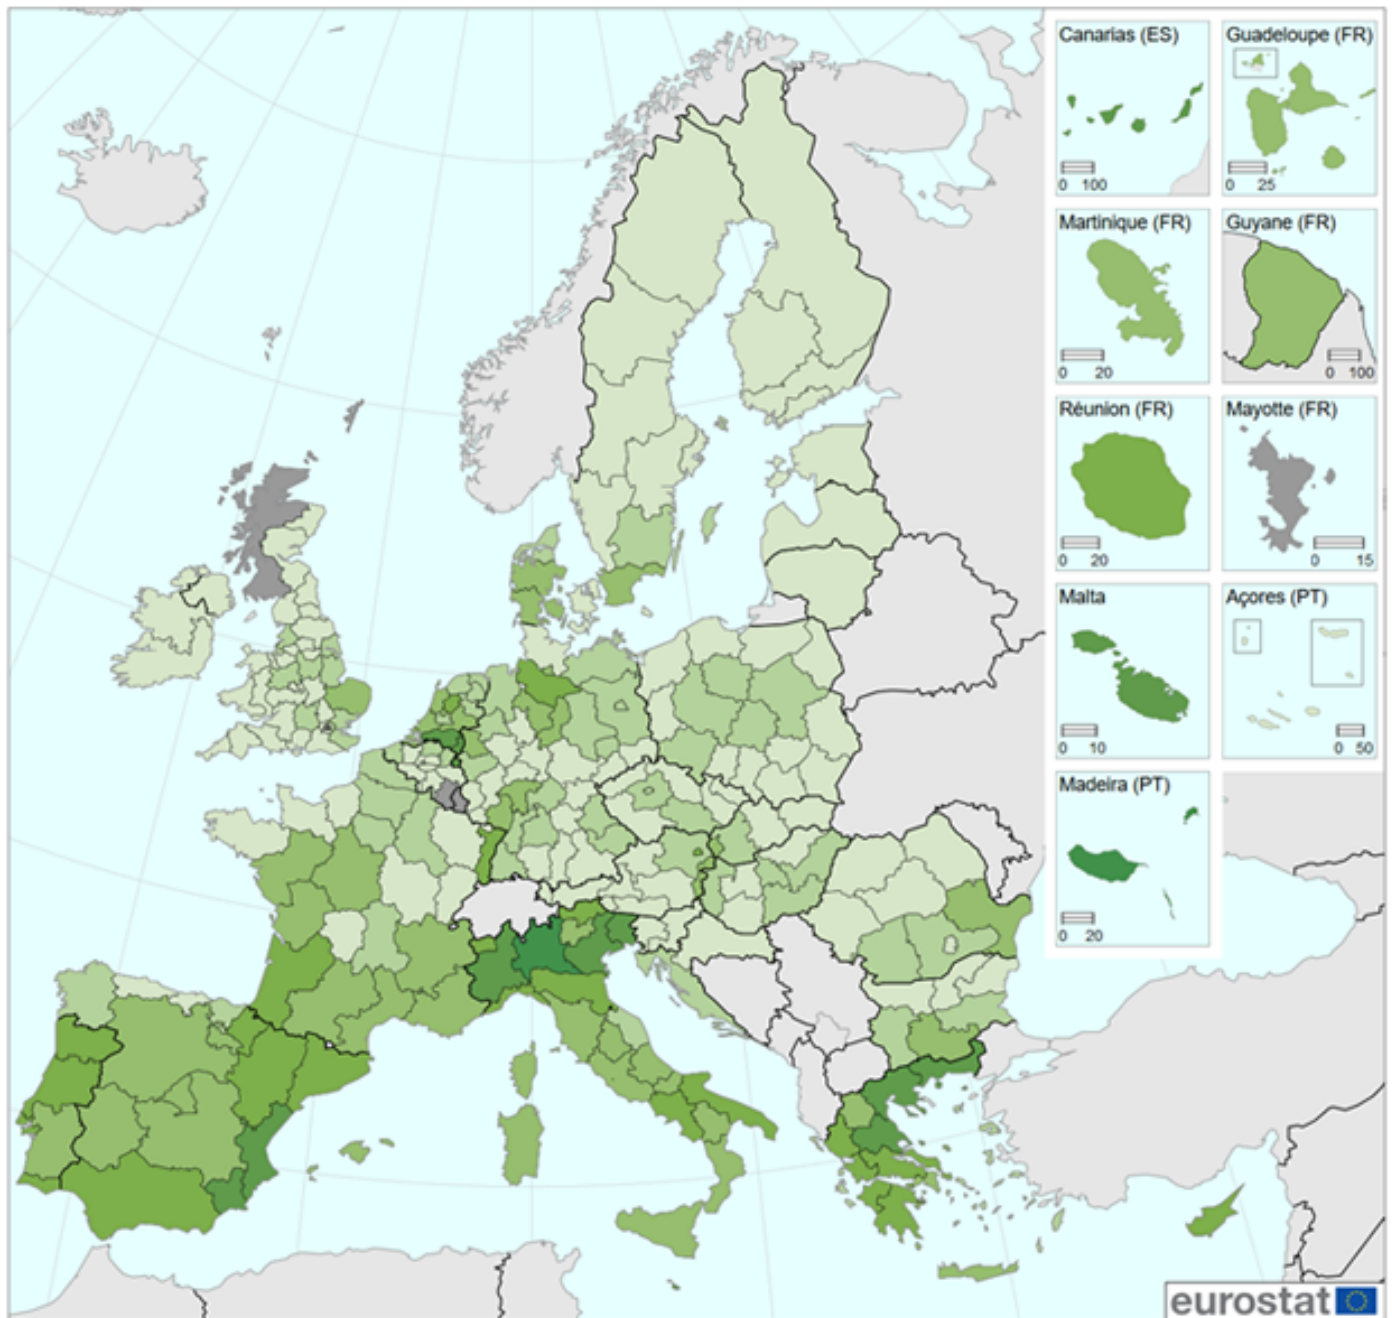 Canarias (ES)
0 100
Guadeloupe (FR)
0 25
Martinique (FR)
0 20
Guyane (FR)
0 100
Réunion (FR)
0 20
Mayotte (FR)
0 15
Malta
0 10
Açores (PT)
0 50
Madeira (PT)
0 20
eurostat